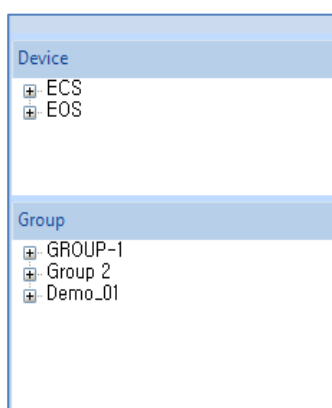 Device
ECS
EOS
Group
GROUP-1
Group 2
Demo_01